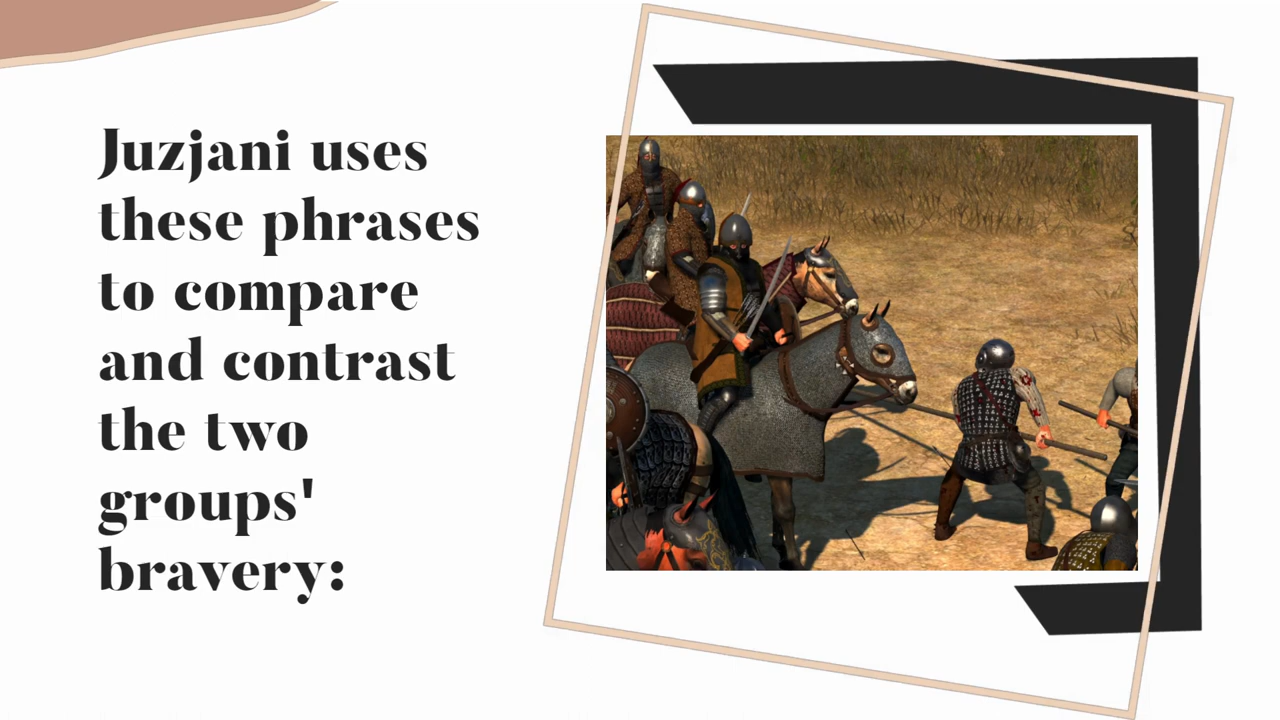 Juzjani uses
these phrases
to compare
and contrast
the two
groups'
bravery: